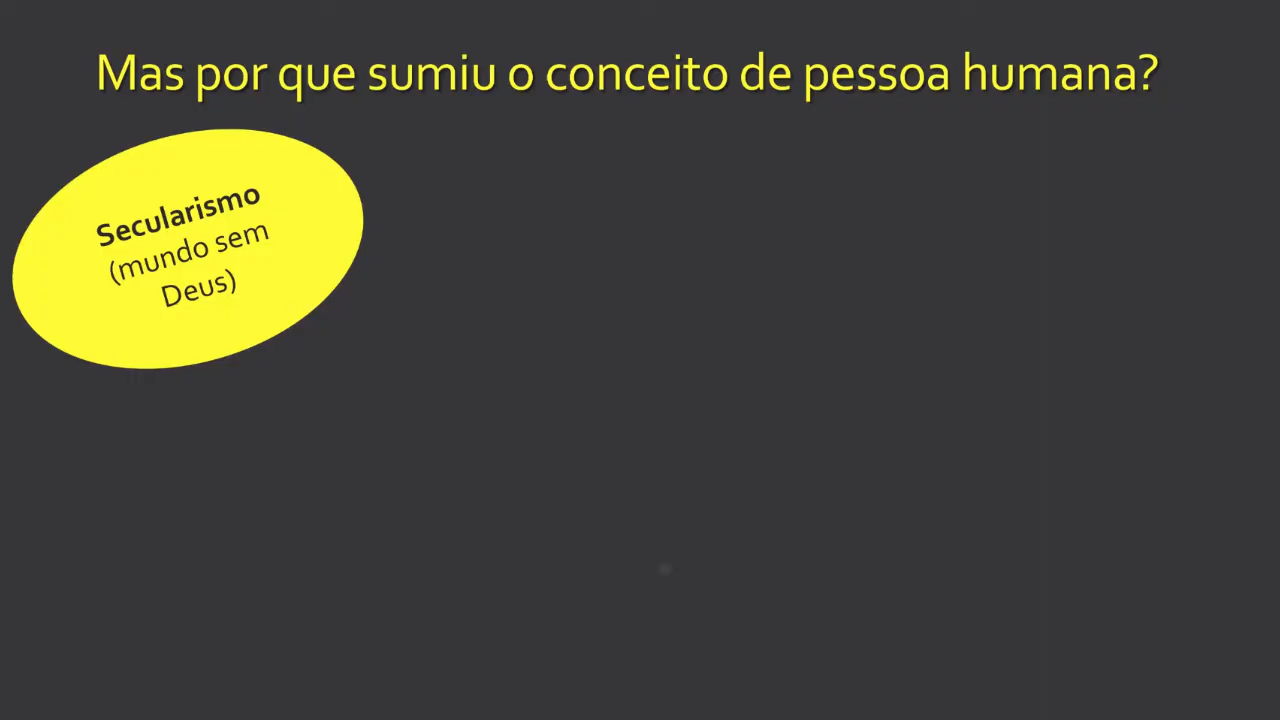 Mas por que sumiu o conceito de pessoa humana?
Secularismo
(mundo sem
Deus)